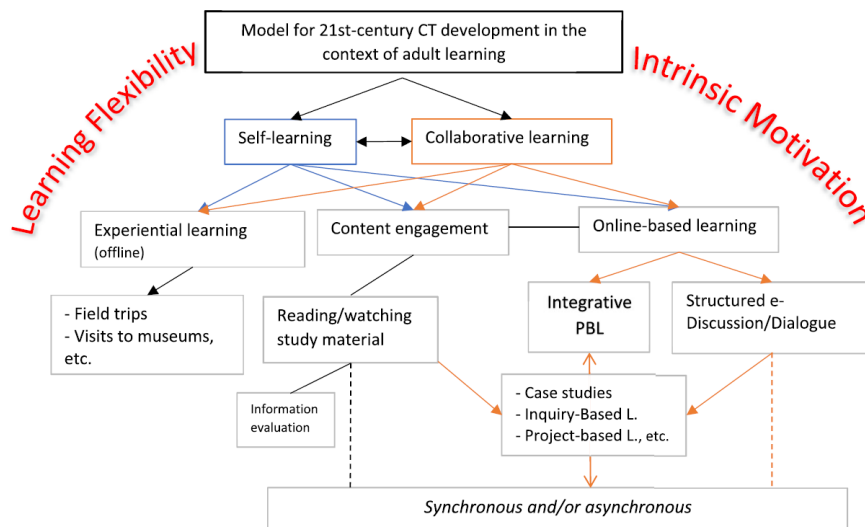 Model for 21st-century CT development in the
context of adult learning
Learning Flexibility
Intrinsic Motivation
Self-learning
Collaborative learning
Experiential learning
(offline)
Content engagement
Online-based learning
- Field trips
- Visits to museums,
etc.
Reading/watching
study material
Integrative
PBL
Structured e-
Discussion/Dialogue
Information
evaluation
- Case studies
- Inquiry-Based L.
- Project-based L., etc.
Synchronous and/or asynchronous